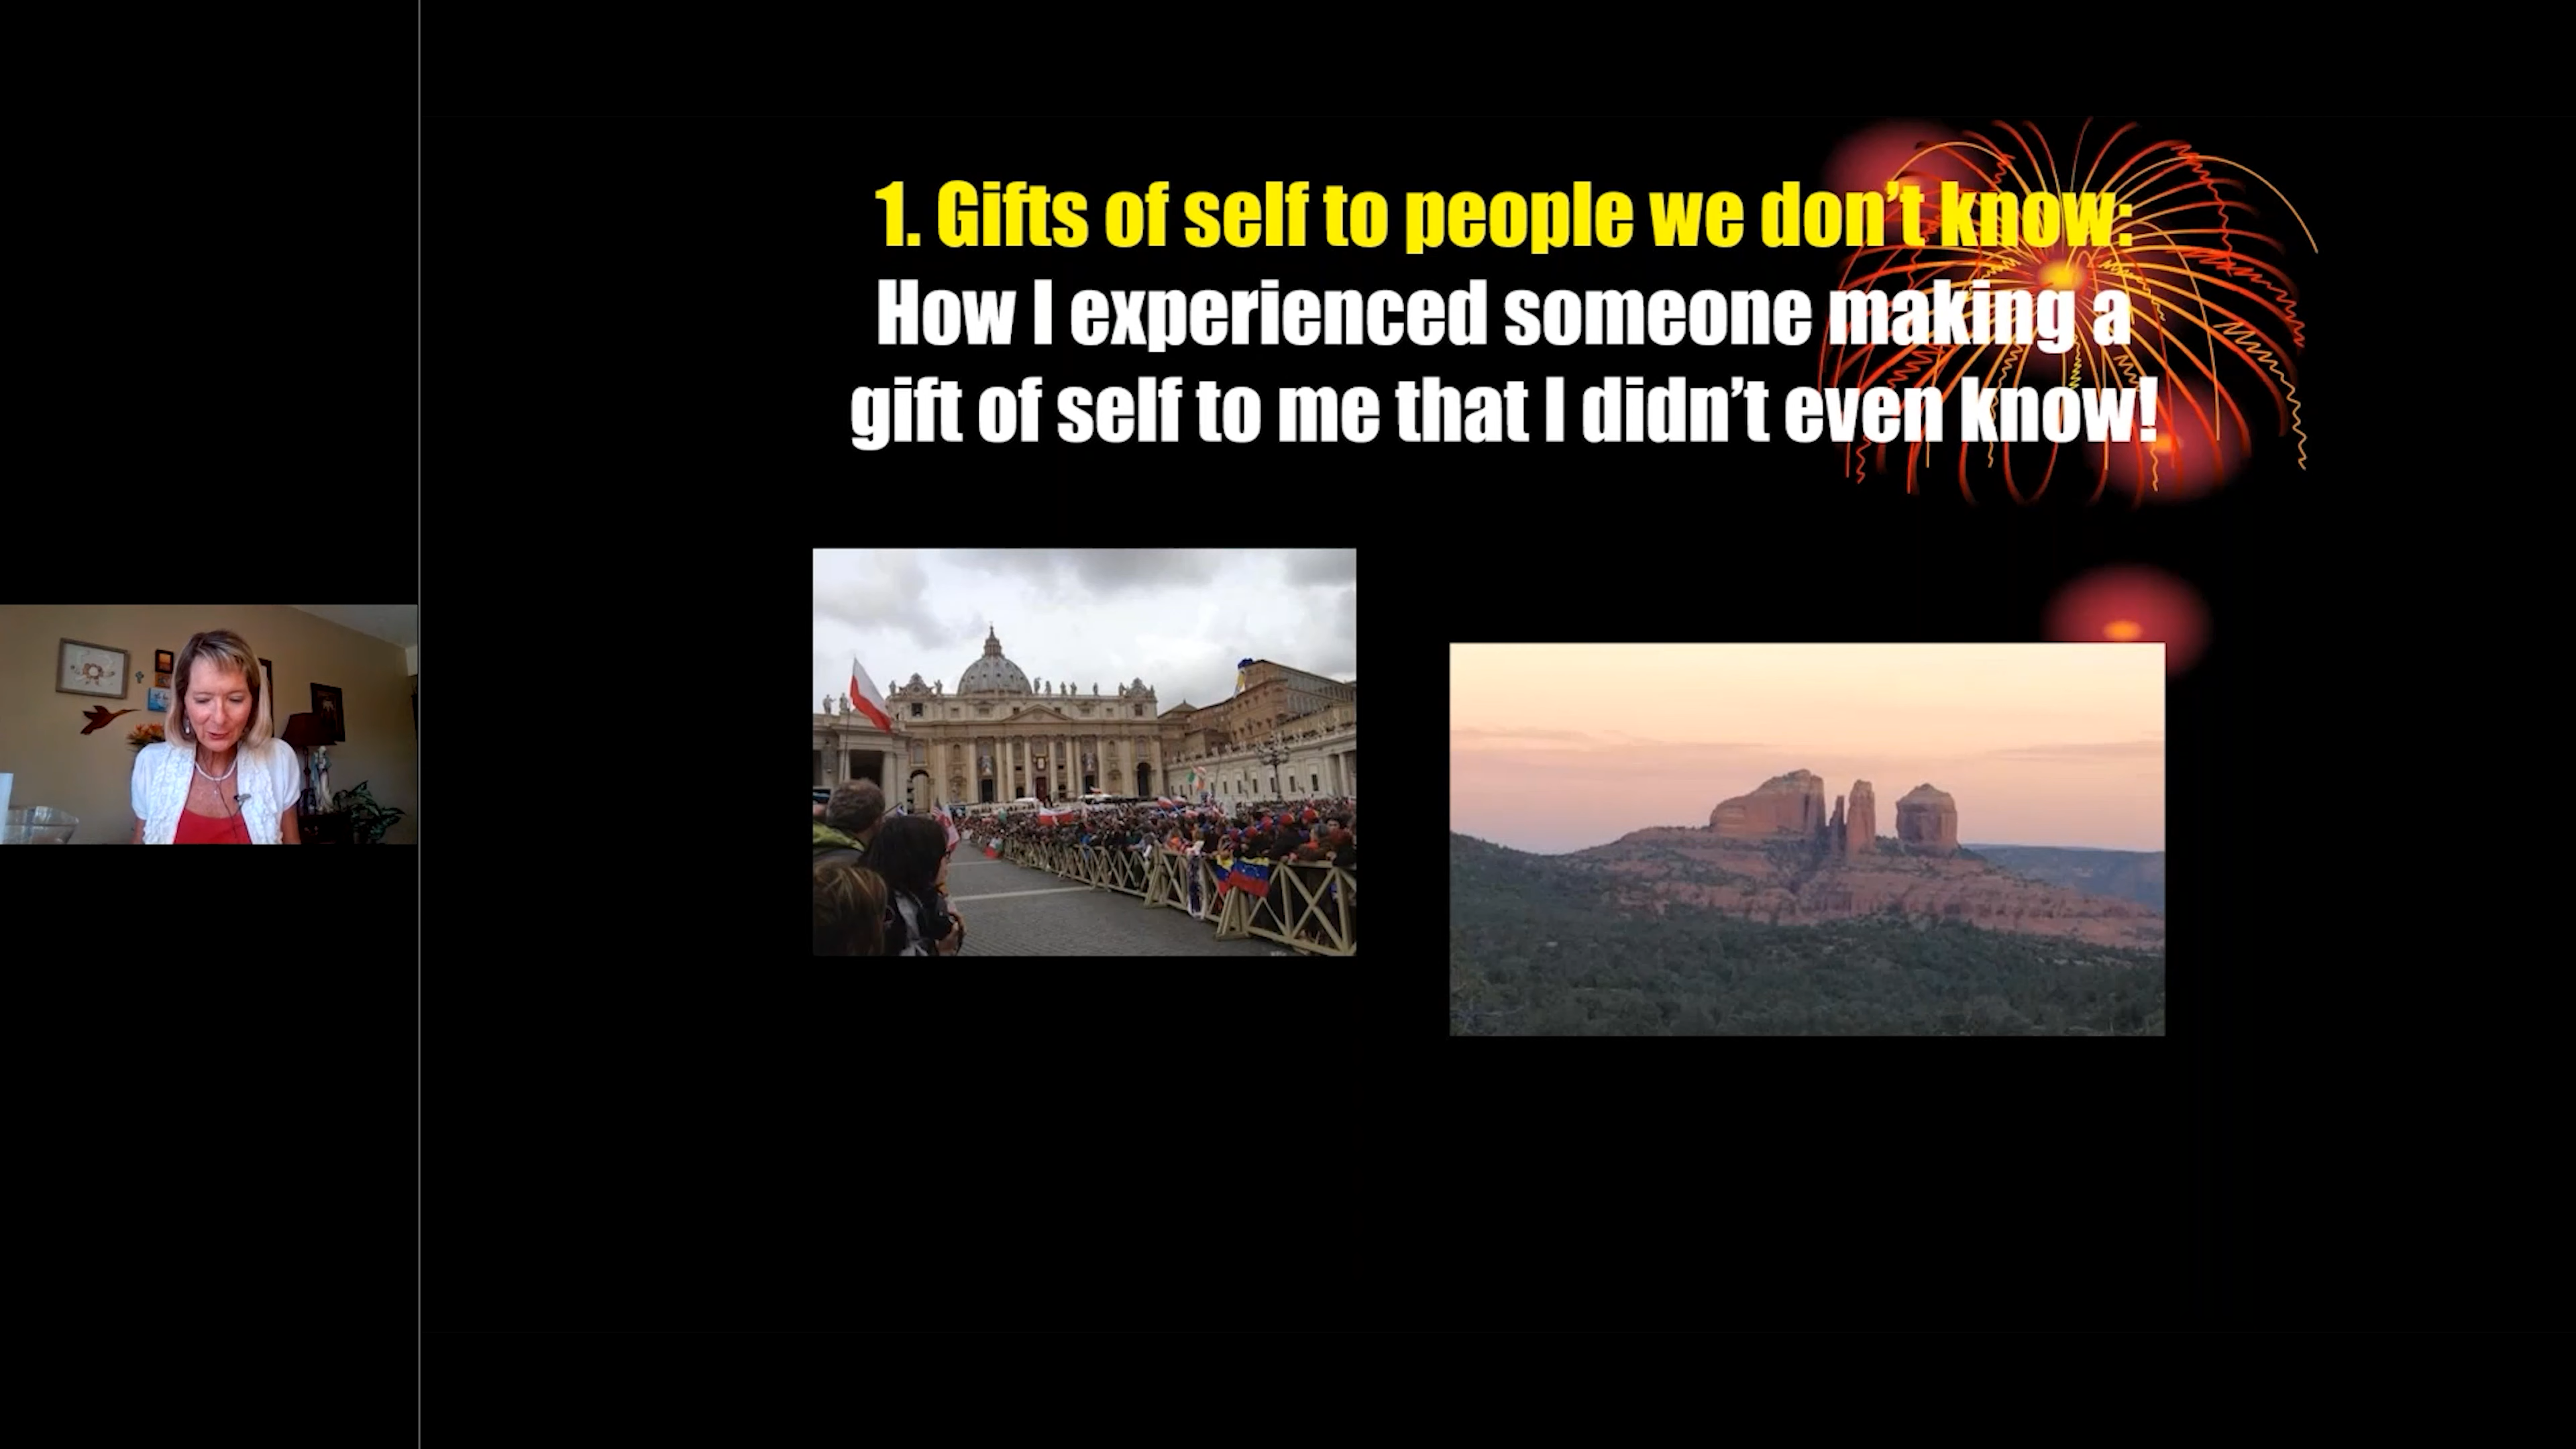 1. Gifts of self to people we don’t know:
How I experienced someone making a
gift of self to me that I didn’t even know!